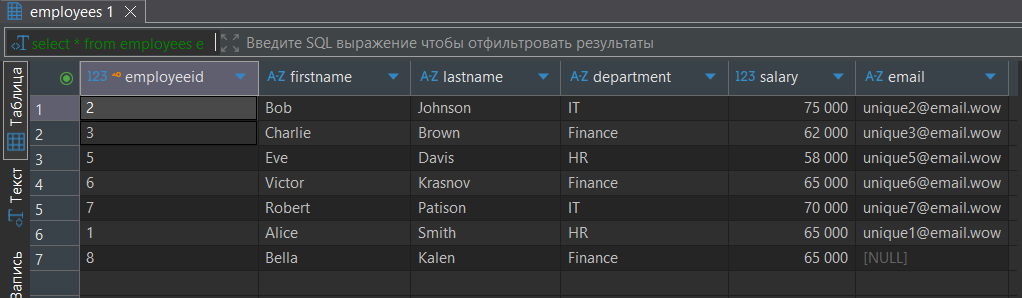 employees 1
select * from employees e Введите SQL выражение чтобы отфильтровать результаты
Таблица
Текст
Запись
123 employeeid A-Z firstname A-Z lastname A-Z department 123 salary A-Z email
1 2 Bob Johnson IT 75 000 unique2@email.wow
2 3 Charlie Brown Finance 62 000 unique3@email.wow
3 5 Eve Davis HR 58 000 unique5@email.wow
4 6 Victor Krasnov Finance 65 000 unique6@email.wow
5 7 Robert Patison IT 70 000 unique7@email.wow
6 1 Alice Smith HR 65 000 unique1@email.wow
7 8 Bella Kalen Finance 65 000 [NULL]